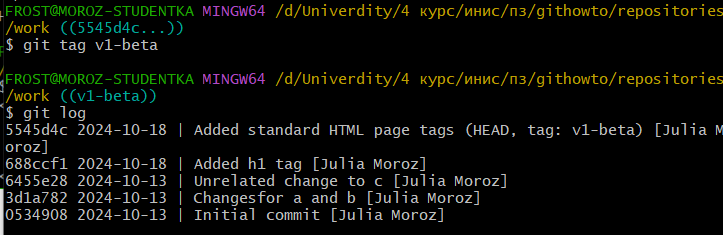 FROST@MOROZ-STUDENTKA MINGW64 /d/Univerdity/4 курс/инис/пз/githowto/repositories
/work ((5545d4c...))
$ git tag v1-beta
FROST@MOROZ-STUDENTKA MINGW64 /d/Univerdity/4 курс/инис/пз/githowto/repositories
/work ((v1-beta))
$ git log
5545d4c 2024-10-18 | Added standard HTML page tags (HEAD, tag: v1-beta) [Julia M
oroz]
688ccf1 2024-10-18 | Added h1 tag [Julia Moroz]
6455e28 2024-10-13 | Unrelated change to c [Julia Moroz]
3d1a782 2024-10-13 | Changesfor a and b [Julia Moroz]
0534908 2024-10-13 | Initial commit [Julia Moroz]